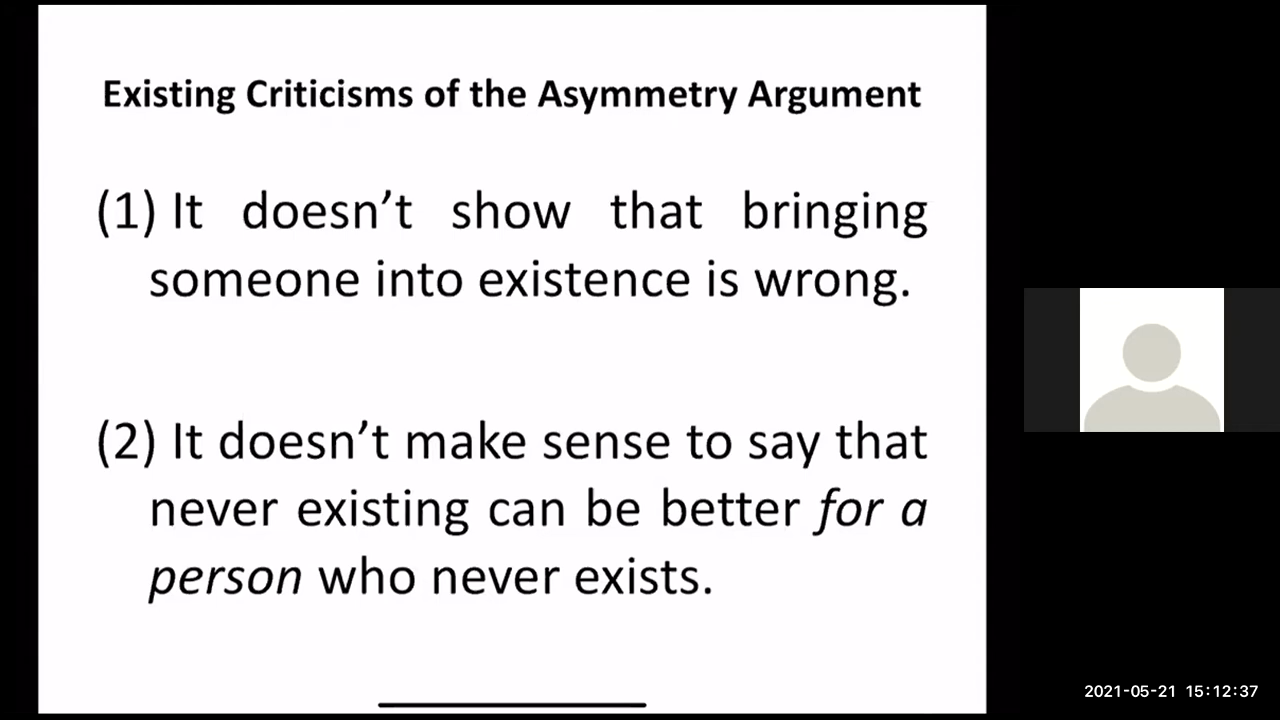 Existing Criticisms of the Asymmetry Argument
(1) It doesn’t show that bringing
someone into existence is wrong.
(2) It doesn’t make sense to say that
never existing can be better for a
person who never exists.
2021-05-21 15:12:37